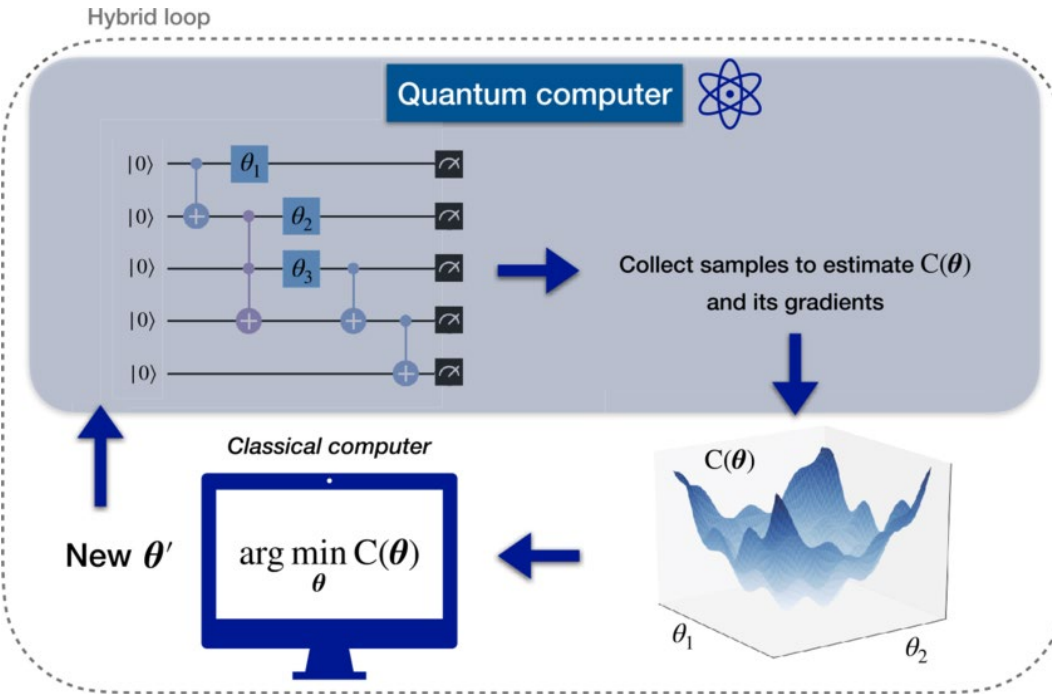 Hybrid loop
Quantum computer
|0⟩
θ₁
|0⟩
θ₂
|0⟩
θ₃
|0⟩
|0⟩
Collect samples to estimate C(θ)
and its gradients
Classical computer
C(θ)
New θ′
arg min C(θ)
θ
θ₁
θ₂